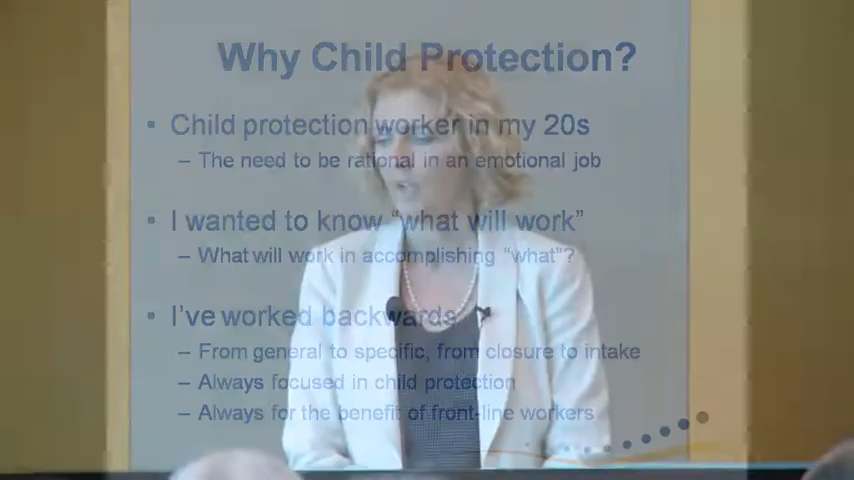 Why Child Protection?
• Child protection worker in my 20s
– The need to be rational in an emotional job
• I wanted to know “what will work”
– What will work in accomplishing “what”?
• I’ve worked backwards
– From general to specific, from closure to intake
– Always focused in child protection
– Always for the benefit of front-line workers